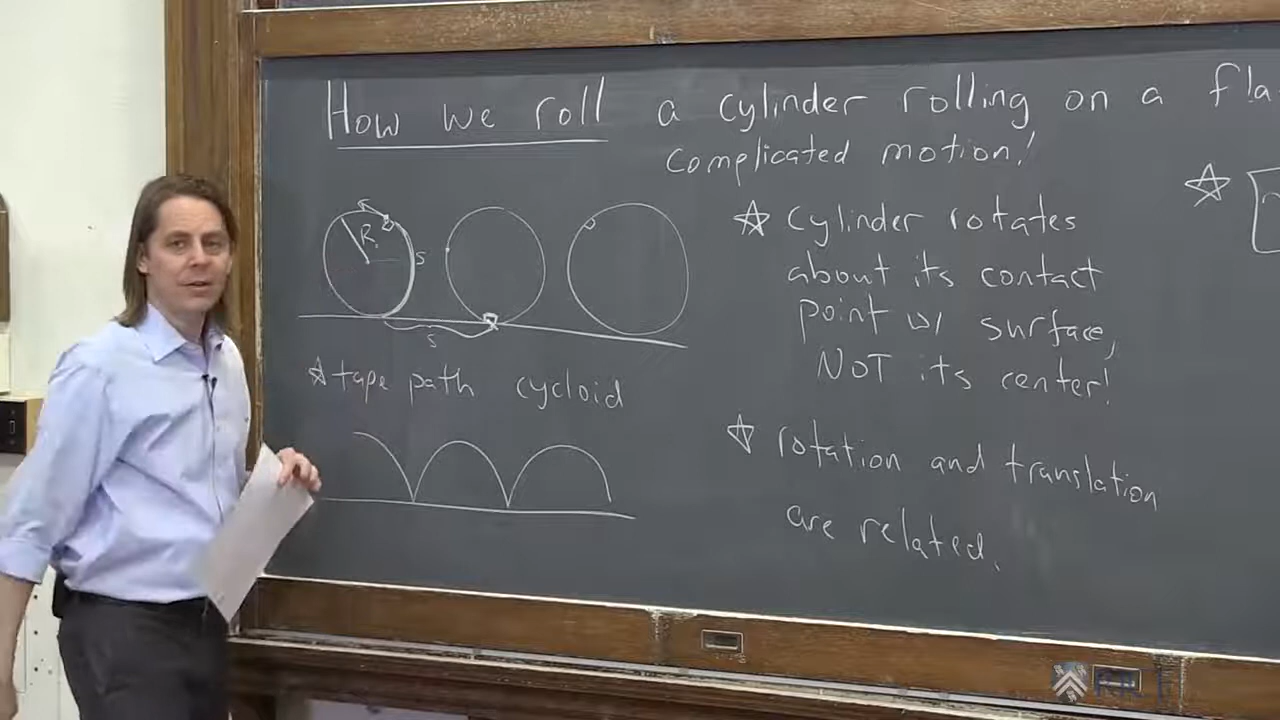 How we roll a cylinder rolling on a fla
complicated motion!
R
s
s
☆ cylinder rotates
about its contact
point w/ surface,
NOT its center!
☆ tape path cycloid
☆ rotation and translation
are related.
RICE